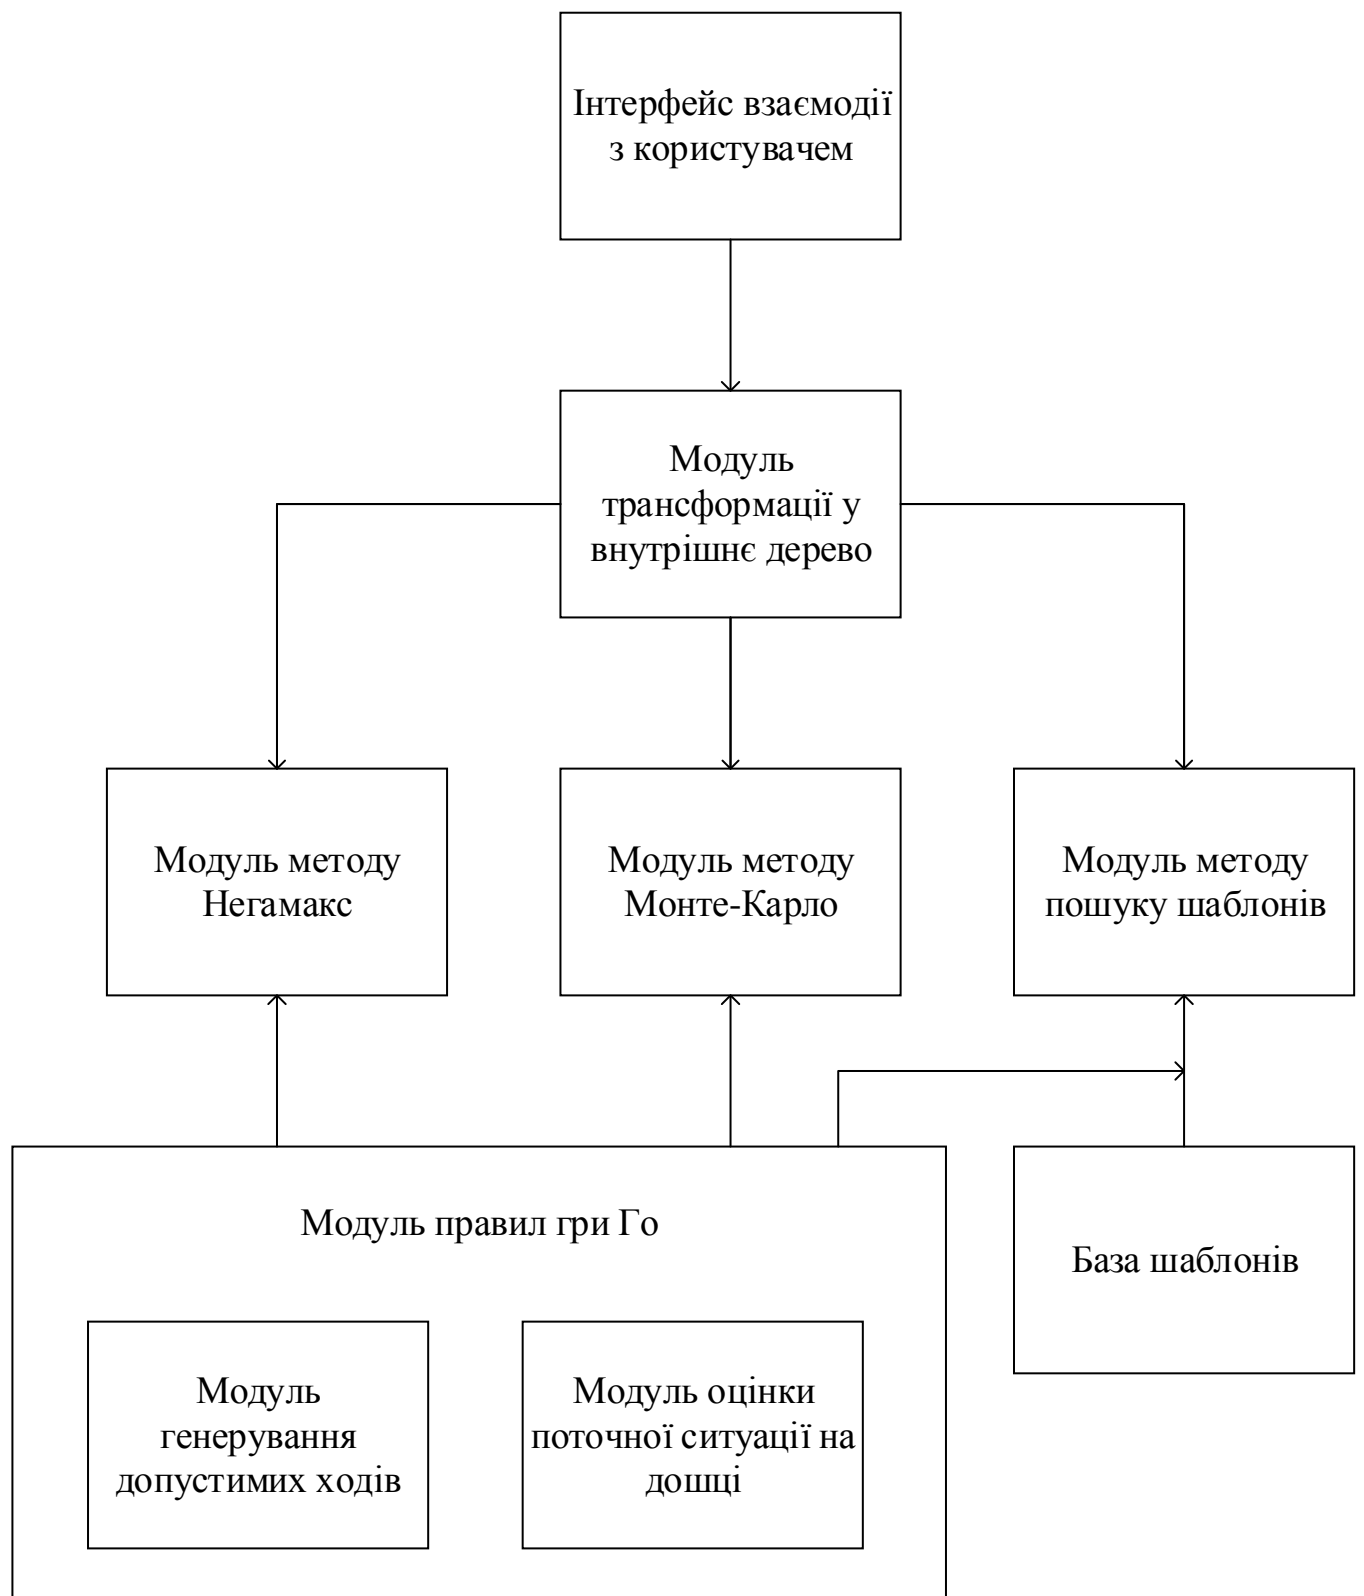 Інтерфейс взаємодії
з користувачем
Модуль
трансформації у
внутрішнє дерево
Модуль методу
Негамакс
Модуль методу
Монте-Карло
Модуль методу
пошуку шаблонів
Модуль правил гри Го
База шаблонів
Модуль
генерування
допустимих ходів
Модуль оцінки
поточної ситуації на
дошці